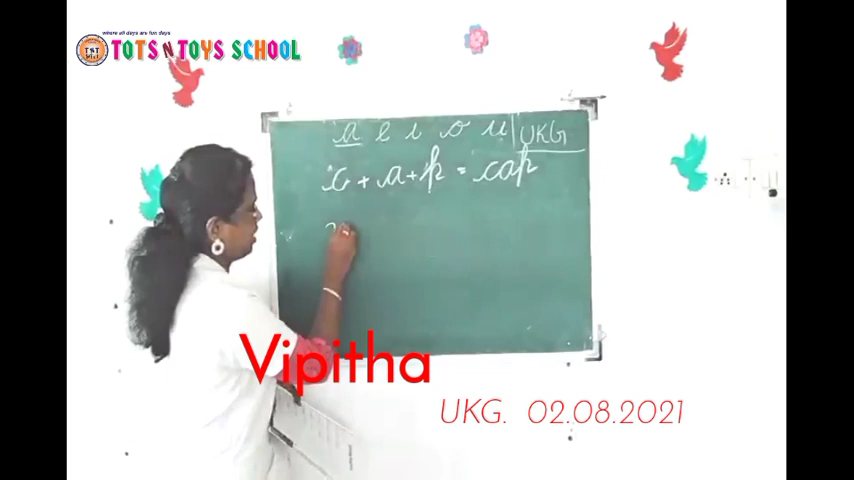 where all days are fun days
TOTS N TOYS SCHOOL
a e i o u UKG
c + a + p = cap
Vipitha
UKG. 02.08.2021